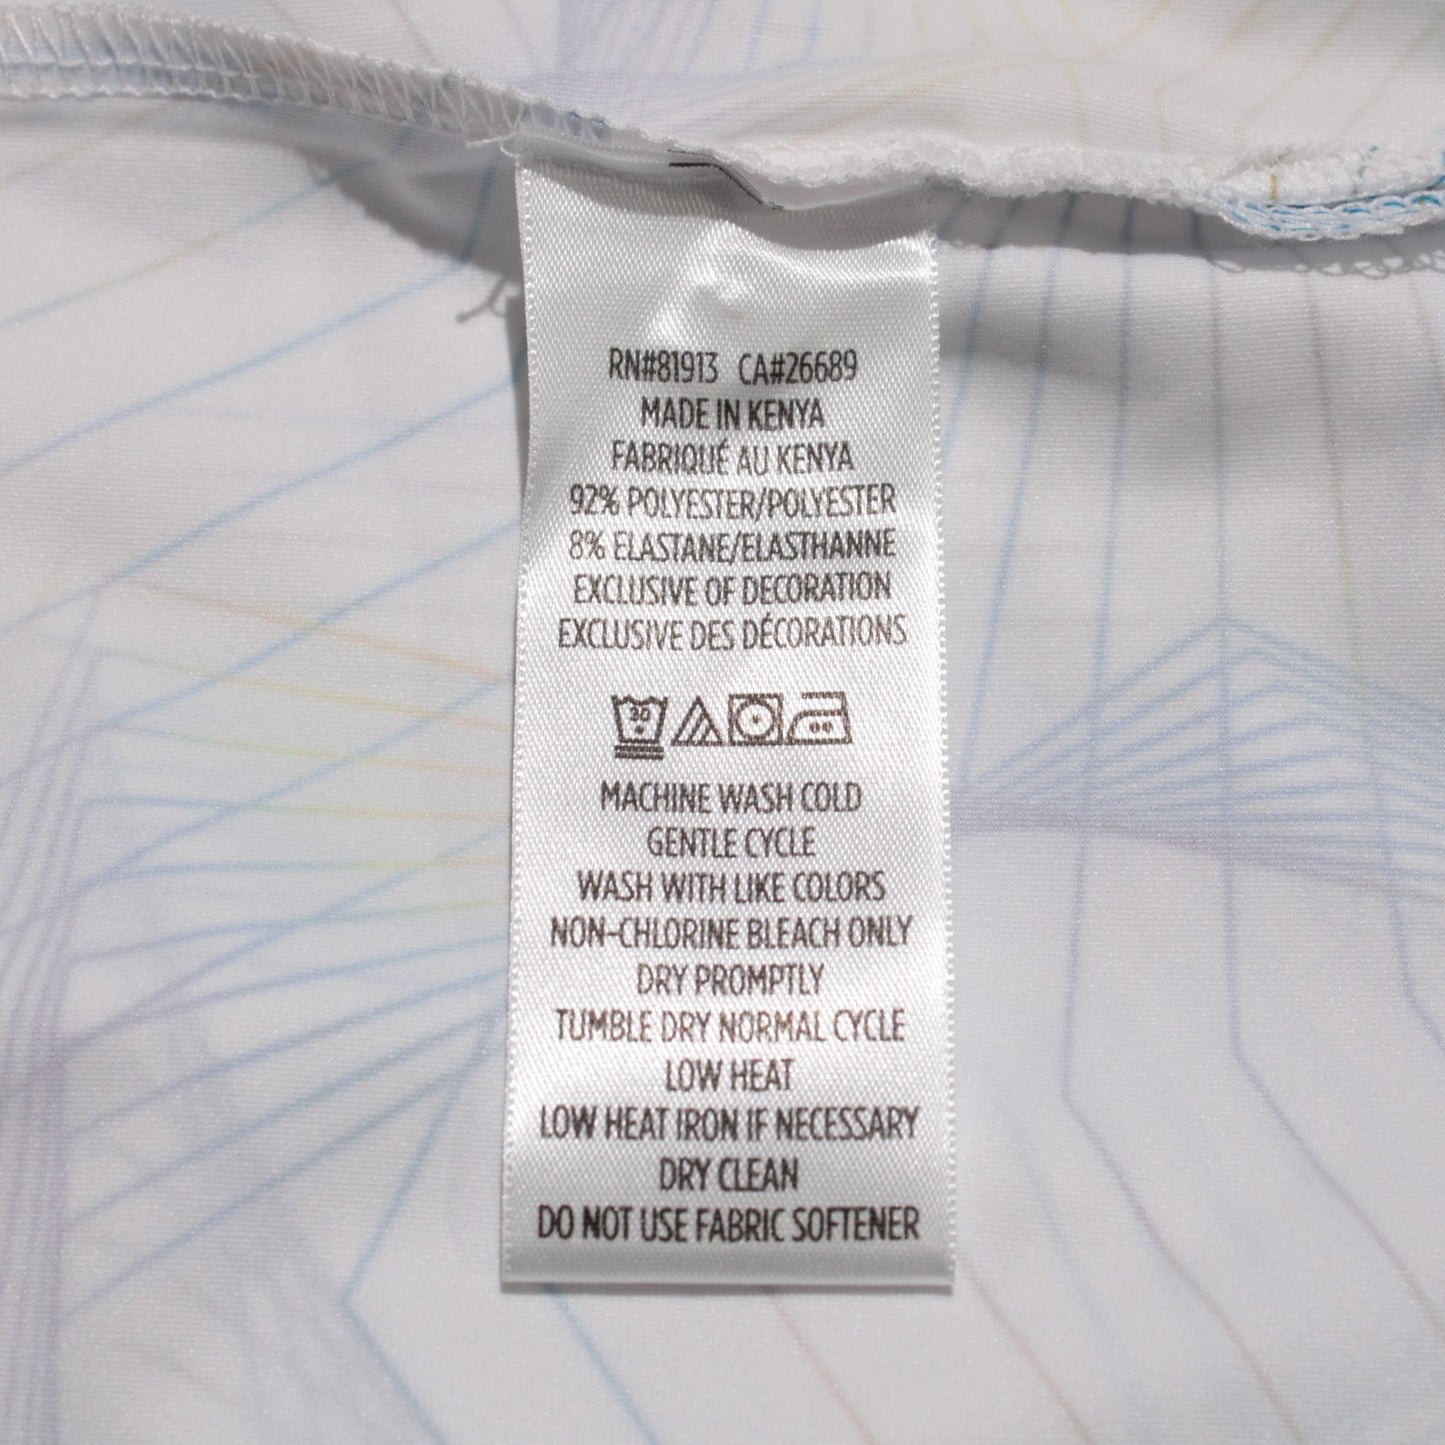 RN#81913 CA#26689
MADE IN KENYA
FABRIQUÉ AU KENYA
92% POLYESTER/POLYESTER
8% ELASTANE/ELASTHANNE
EXCLUSIVE OF DECORATION
EXCLUSIVE DES DÉCORATIONS
30
MACHINE WASH COLD
GENTLE CYCLE
WASH WITH LIKE COLORS
NON-CHLORINE BLEACH ONLY
DRY PROMPTLY
TUMBLE DRY NORMAL CYCLE
LOW HEAT
LOW HEAT IRON IF NECESSARY
DRY CLEAN
DO NOT USE FABRIC SOFTENER